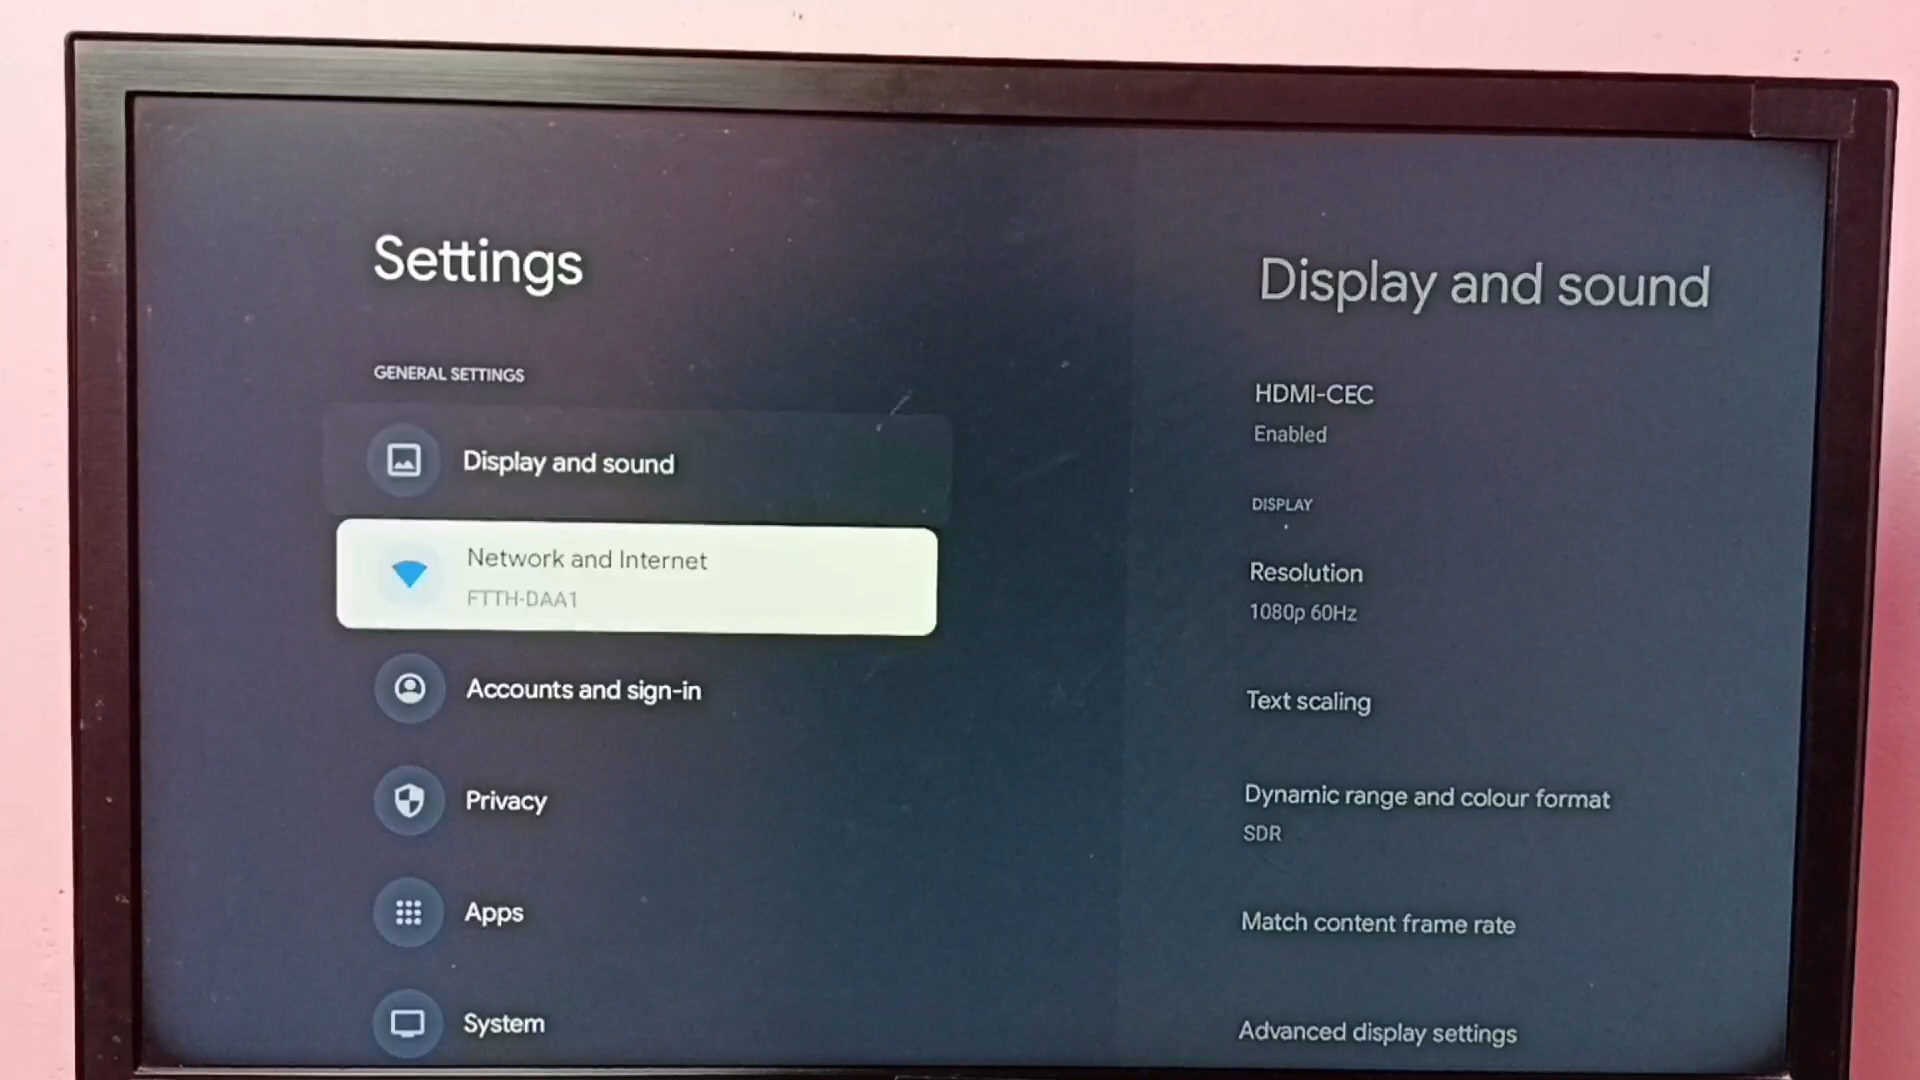 Settings
GENERAL SETTINGS
Display and sound
Network and Internet
FTTH-DAA1
Accounts and sign-in
Privacy
Apps
System
Display and sound
HDMI-CEC
Enabled
DISPLAY
Resolution
1080p 60Hz
Text scaling
Dynamic range and colour format
SDR
Match content frame rate
Advanced display settings